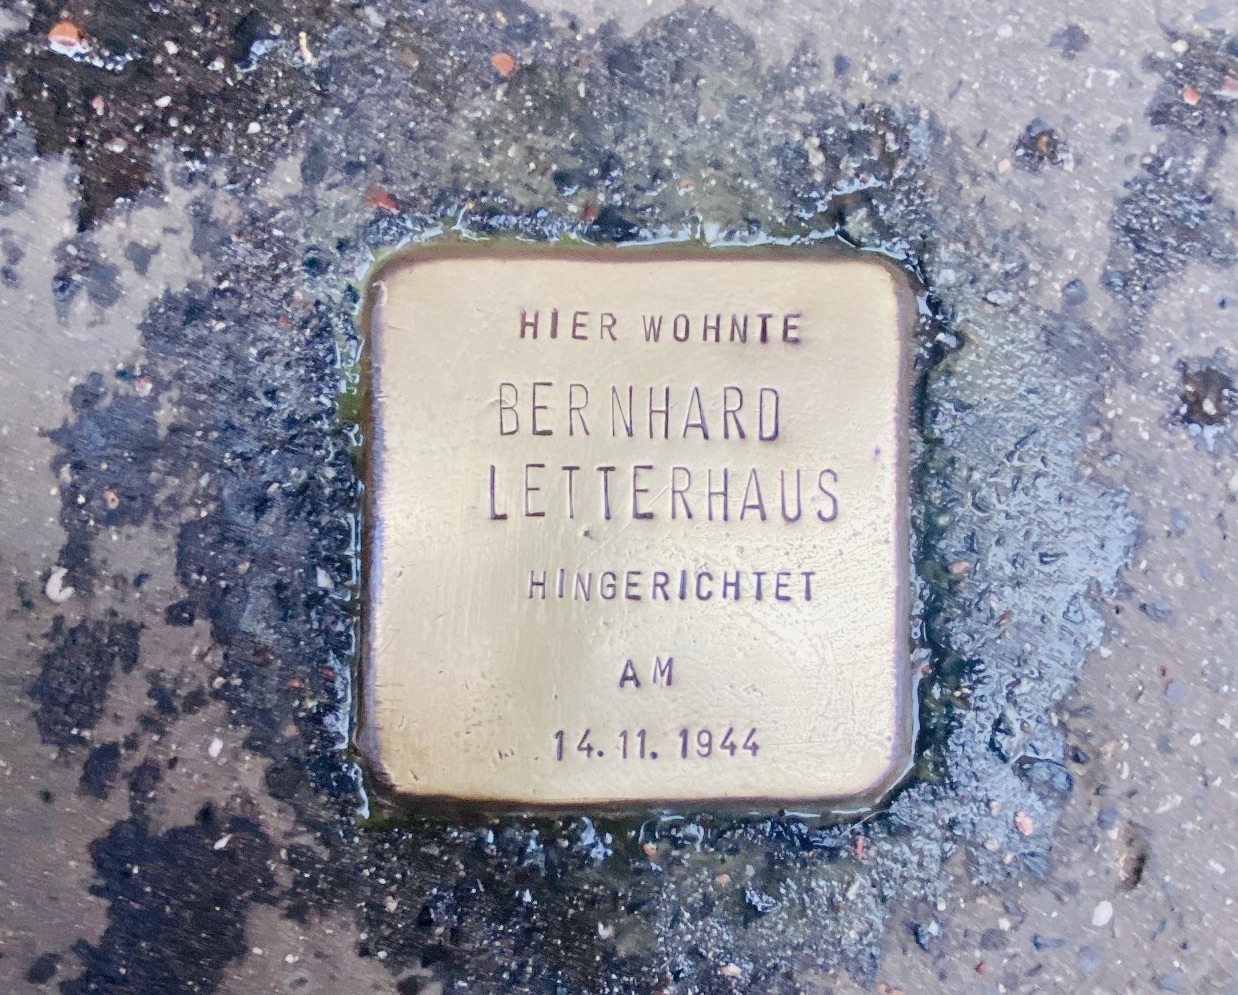 HIER WOHNTE
BERNHARD
LETTERHAUS
HINGERICHTET
AM
14.11.1944